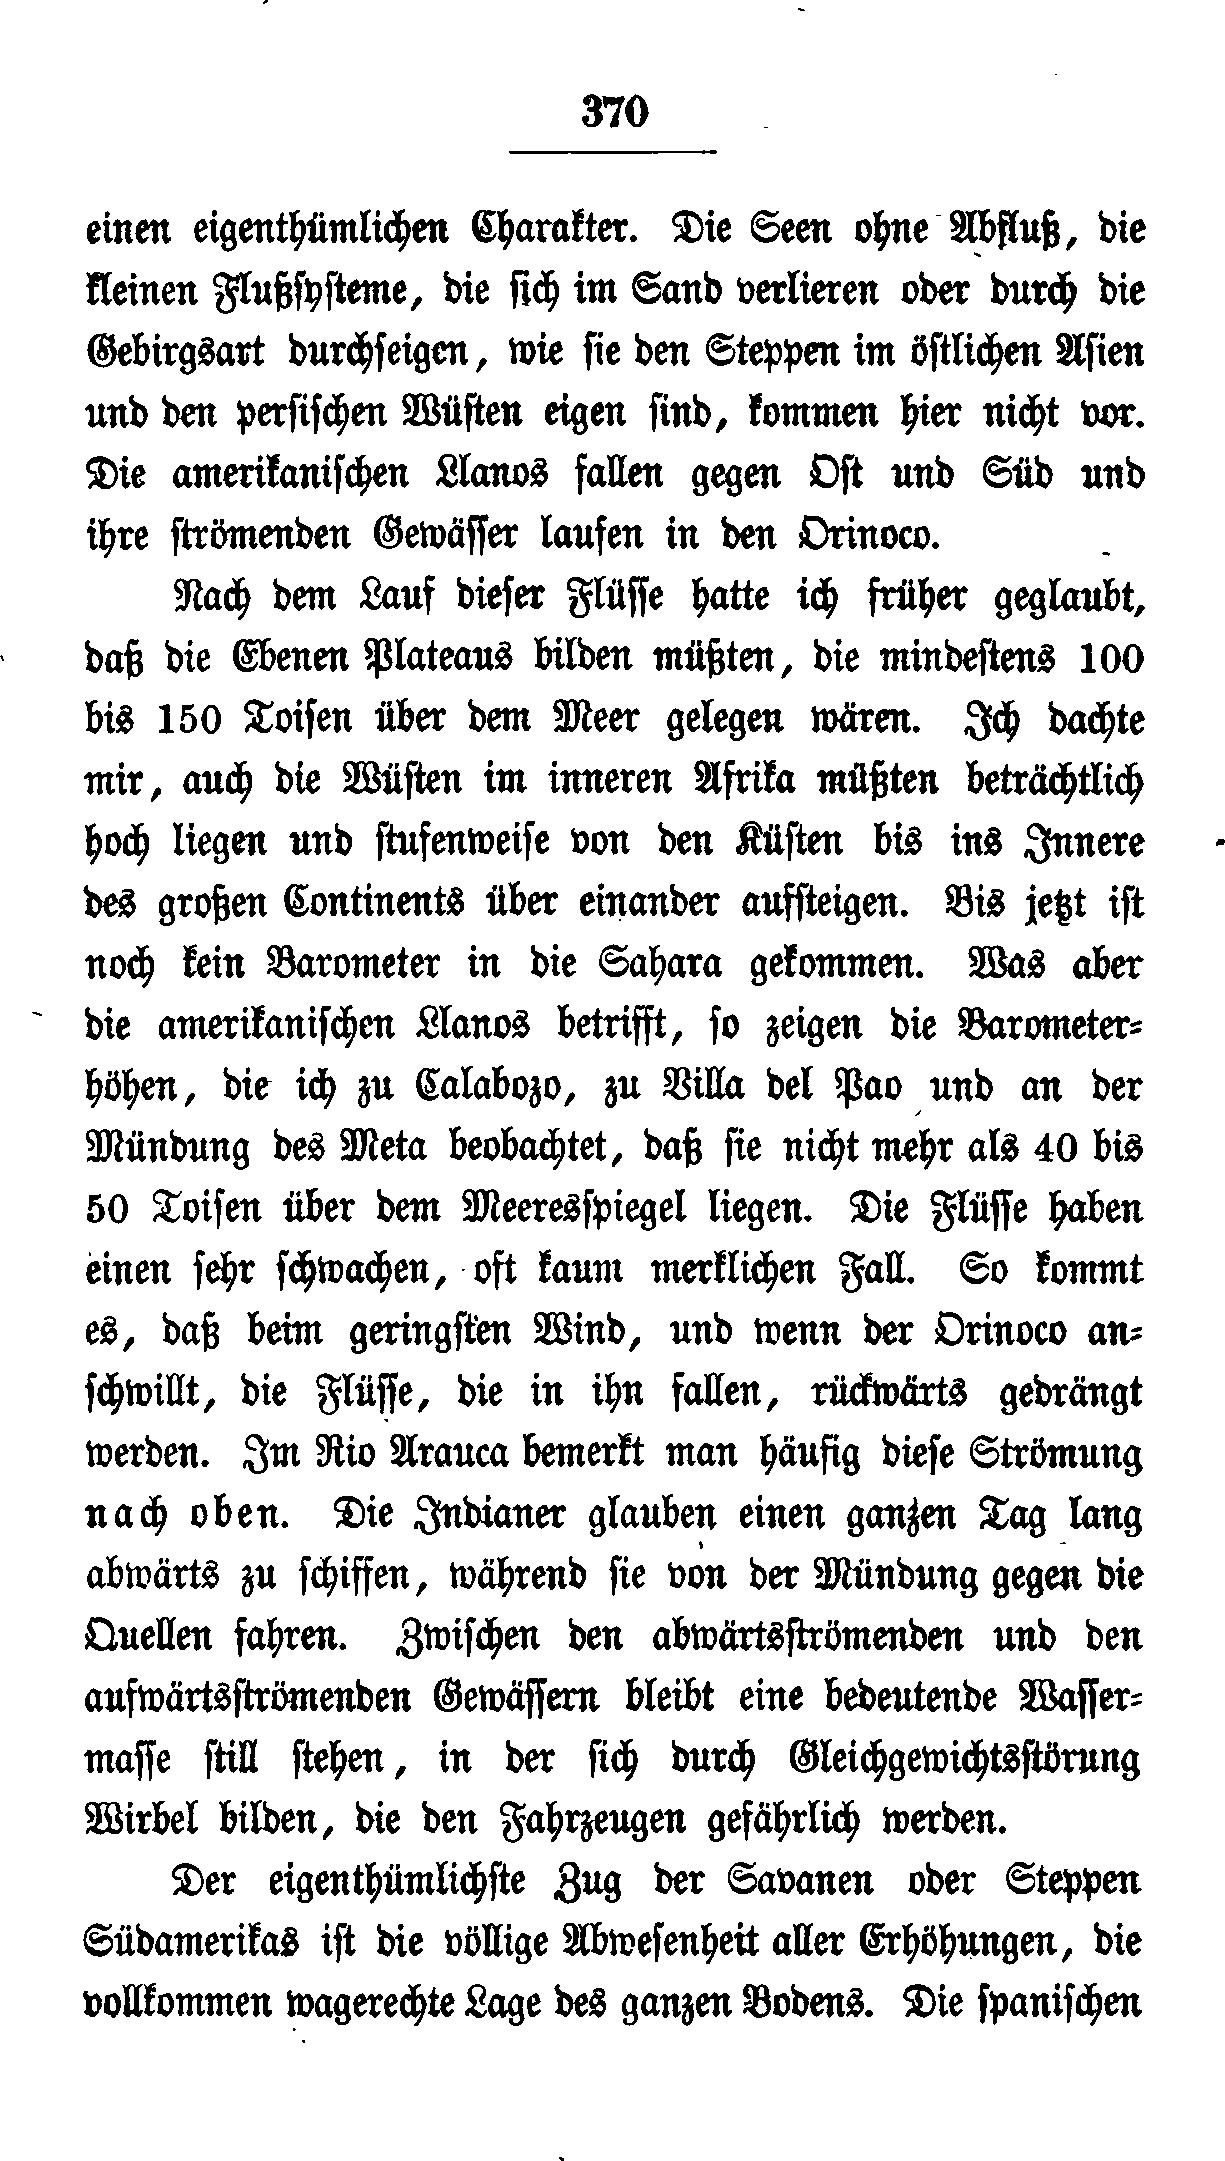 370
einen eigenthümlichen Charakter. Die Seen ohne Abfluß, die
kleinen Flußsysteme, die sich im Sand verlieren oder durch die
Gebirgsart durchseigen, wie sie den Steppen im östlichen Asien
und den persischen Wüsten eigen sind, kommen hier nicht vor.
Die amerikanischen Llanos fallen gegen Ost und Süd und
ihre strömenden Gewässer laufen in den Orinoco.
Nach dem Lauf dieser Flüsse hatte ich früher geglaubt,
daß die Ebenen Plateaus bilden müßten, die mindestens 100
bis 150 Toisen über dem Meer gelegen wären. Ich dachte
mir, auch die Wüsten im inneren Afrika müßten beträchtlich
hoch liegen und stufenweise von den Küsten bis ins Innere
des großen Continents über einander aufsteigen. Bis jetzt ist
noch kein Barometer in die Sahara gekommen. Was aber
die amerikanischen Llanos betrifft, so zeigen die Barometer-
höhen, die ich zu Calabozo, zu Villa del Pao und an der
Mündung des Meta beobachtet, daß sie nicht mehr als 40 bis
50 Toisen über dem Meeresspiegel liegen. Die Flüsse haben
einen sehr schwachen, oft kaum merklichen Fall. So kommt
es, daß beim geringsten Wind, und wenn der Orinoco an-
schwillt, die Flüsse, die in ihn fallen, rückwärts gedrängt
werden. Im Rio Arauca bemerkt man häufig diese Strömung
nach oben. Die Indianer glauben einen ganzen Tag lang
abwärts zu schiffen, während sie von der Mündung gegen die
Quellen fahren. Zwischen den abwärtsströmenden und den
aufwärtsströmenden Gewässern bleibt eine bedeutende Wasser-
masse still stehen, in der sich durch Gleichgewichtsstörung
Wirbel bilden, die den Fahrzeugen gefährlich werden.
Der eigenthümlichste Zug der Savanen oder Steppen
Südamerikas ist die völlige Abwesenheit aller Erhöhungen, die
vollkommen wagerechte Lage des ganzen Bodens. Die spanischen